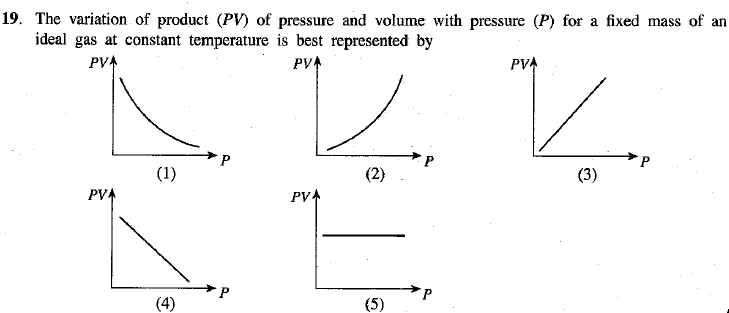 19. The variation of product (PV) of pressure and volume with pressure (P) for a fixed mass of an
ideal gas at constant temperature is best represented by
PV
P
(1)
PV
P
(2)
PV
P
(3)
PV
P
(4)
PV
P
(5)